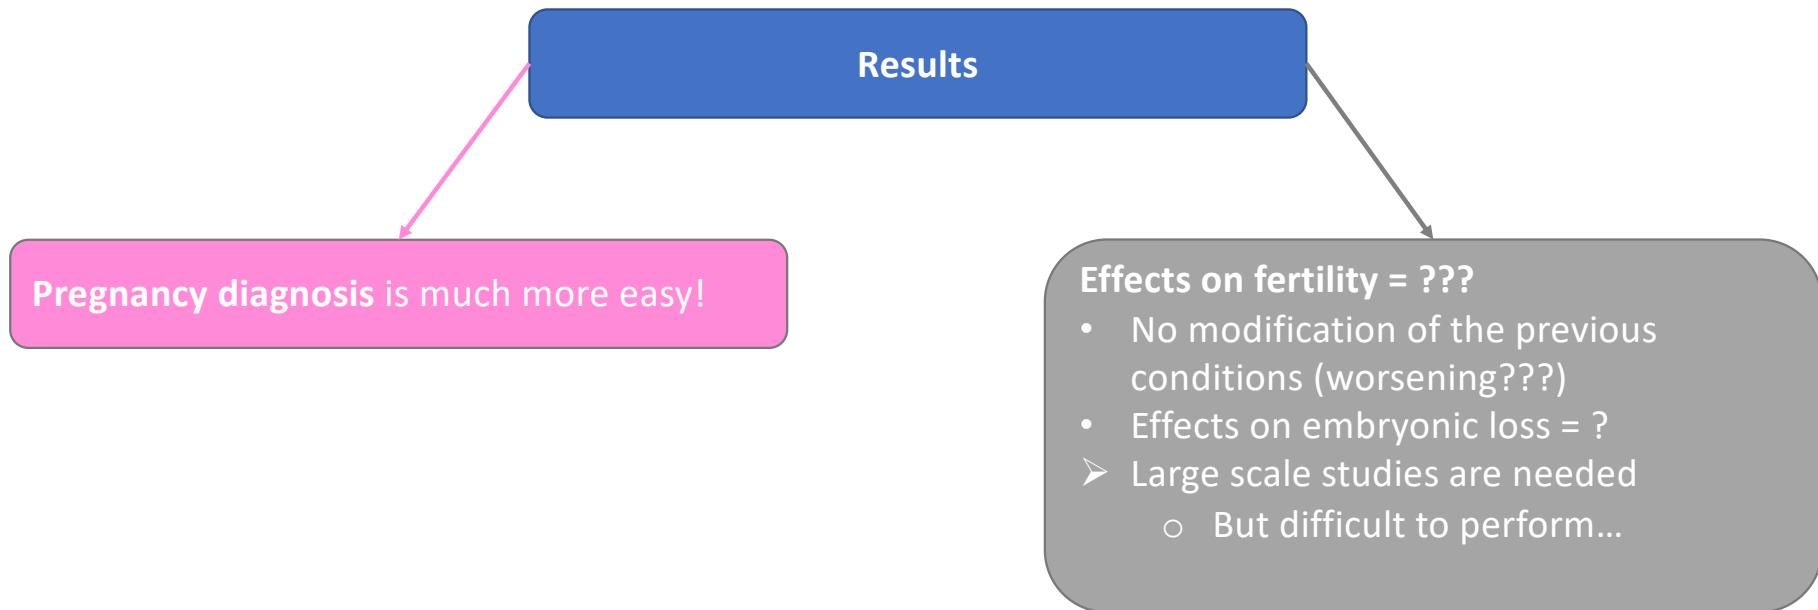 Results
Pregnancy diagnosis is much more easy!
Effects on fertility = ???
• No modification of the previous
conditions (worsening???)
• Effects on embryonic loss = ?
➢ Large scale studies are needed
○ But difficult to perform…